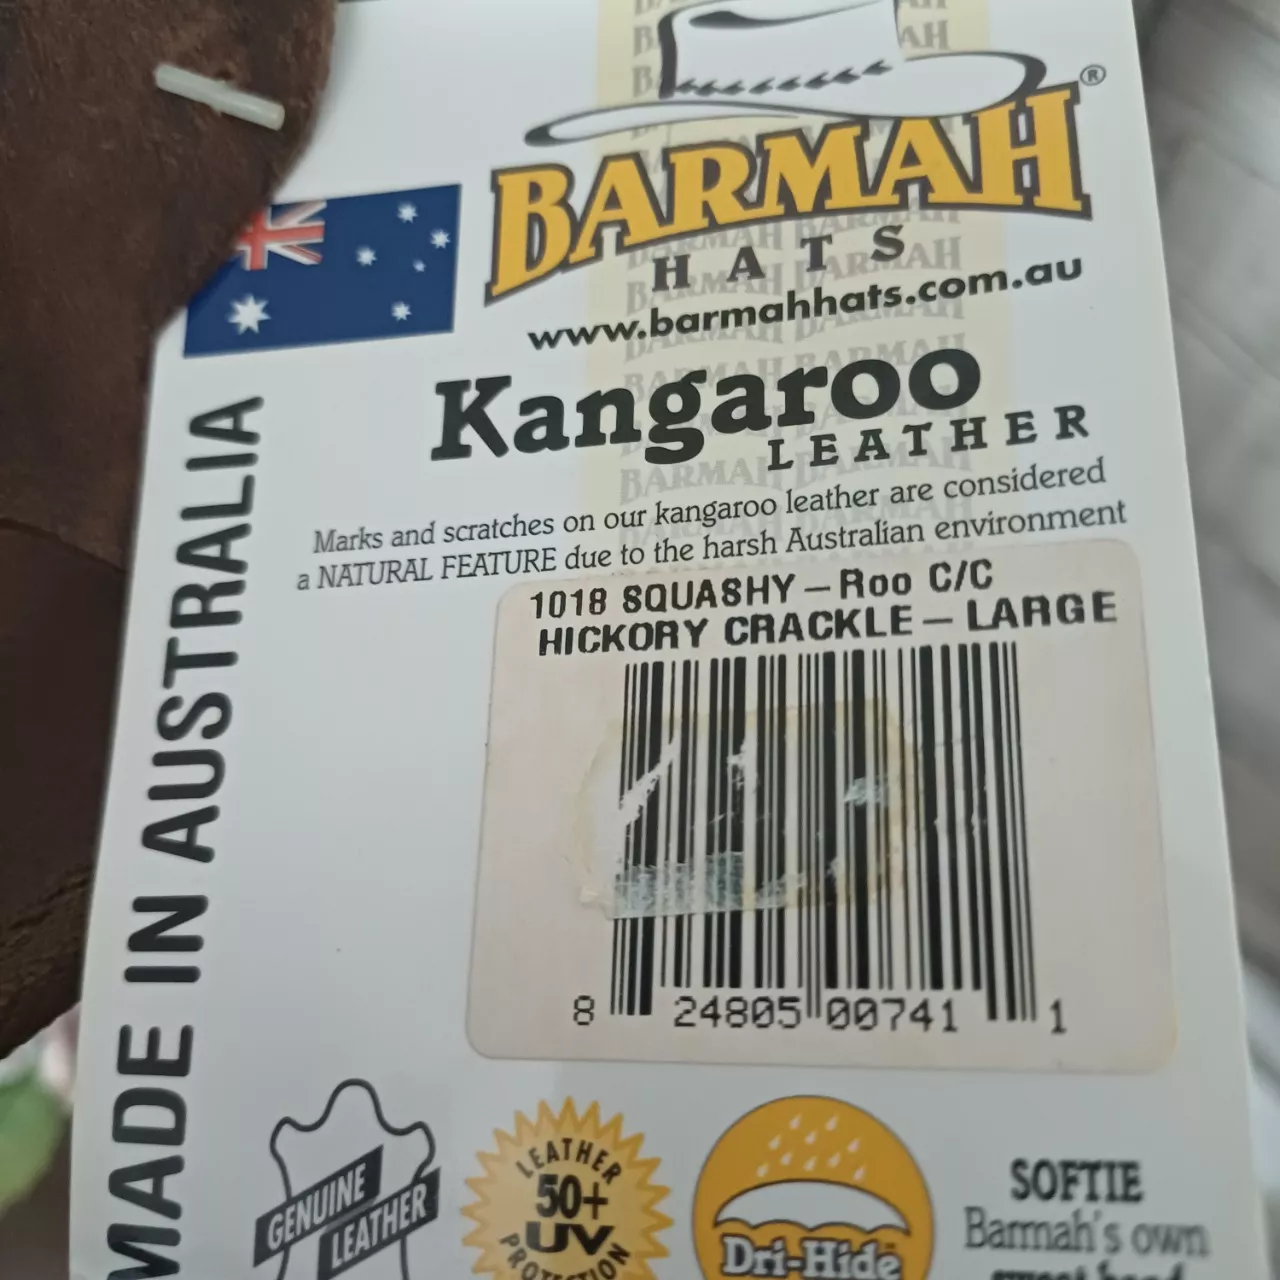 BARMAH®
HATS
www.barmahhats.com.au
Kangaroo
LEATHER
Marks and scratches on our kangaroo leather are considered
a NATURAL FEATURE due to the harsh Australian environment
1018 SQUASHY – Roo C/C
HICKORY CRACKLE – LARGE
8 24805 00741 1
MADE IN AUSTRALIA
GENUINE
LEATHER
LEATHER
50+
UV
PROTECTION
Dri-Hide
SOFTIE
Barmah's own
sweat band